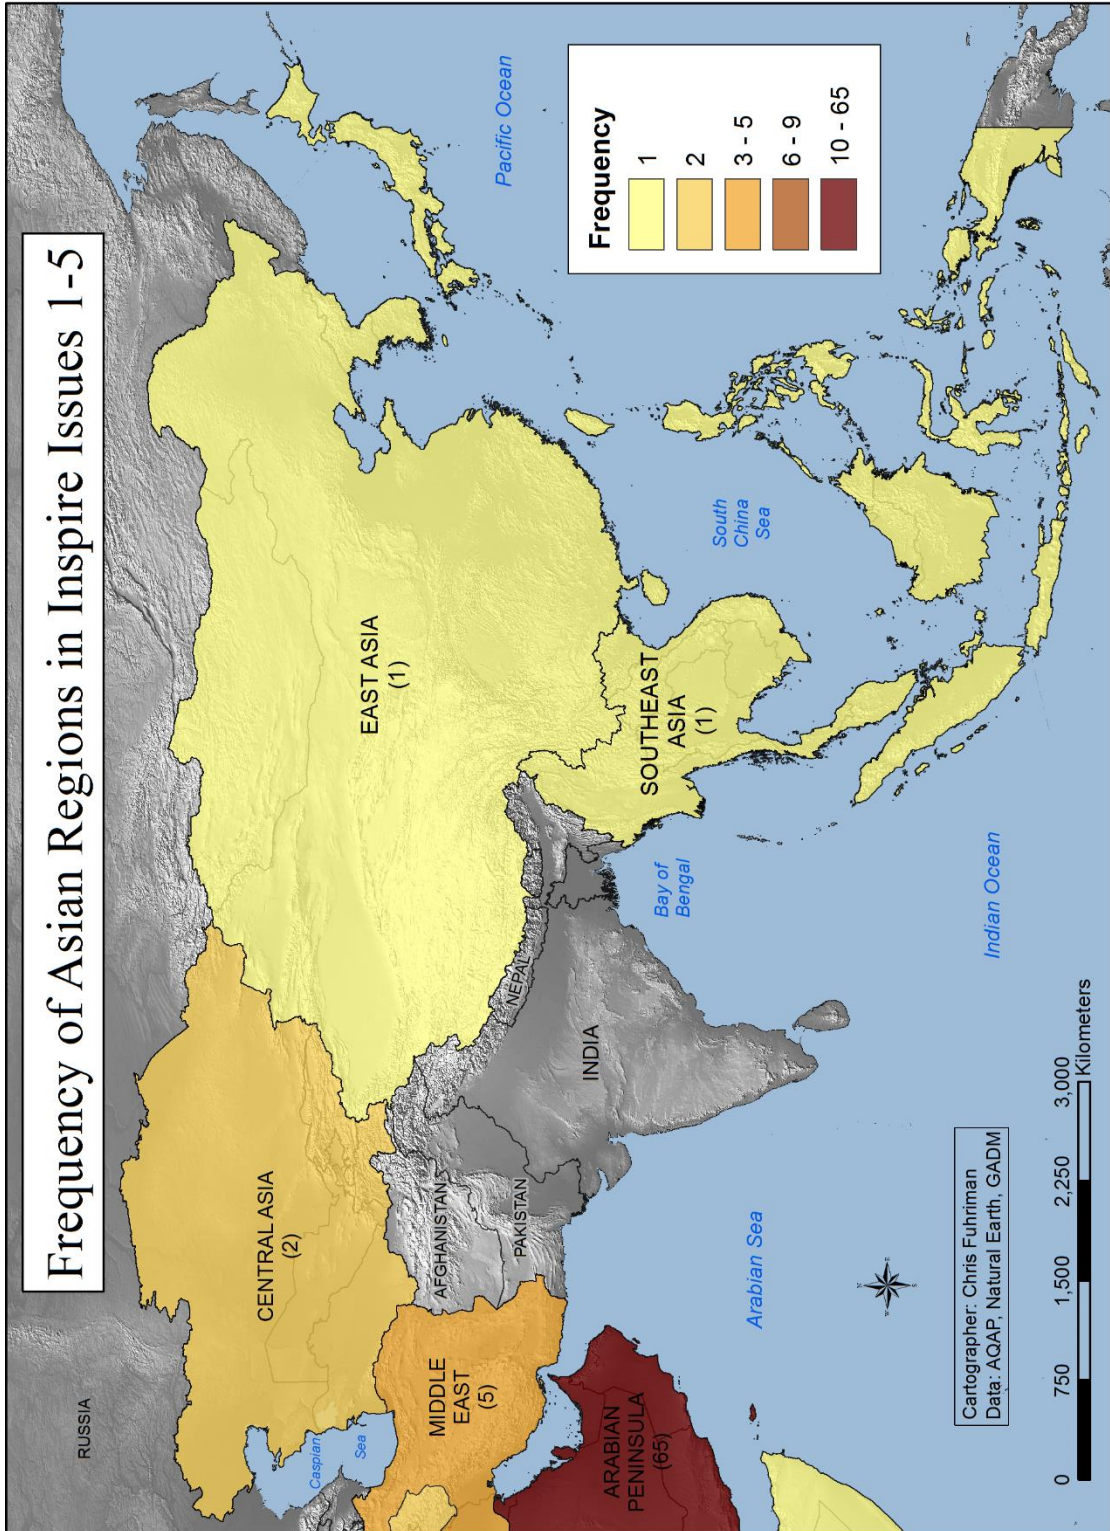 Frequency of Asian Regions in Inspire Issues 1-5
RUSSIA
CENTRAL ASIA
(2)
Caspian
Sea
MIDDLE
EAST
(5)
ARABIAN
PENINSULA
(65)
AFGHANISTAN
PAKISTAN
NEPAL
INDIA
EAST ASIA
(1)
SOUTHEAST
ASIA
(1)
Pacific Ocean
South
China
Sea
Bay of
Bengal
Arabian Sea
Indian Ocean
Frequency
1
2
3 - 5
6 - 9
10 - 65
Cartographer: Chris Fuhriman
Data: AQAP, Natural Earth, GADM
0 750 1,500 2,250 3,000
Kilometers